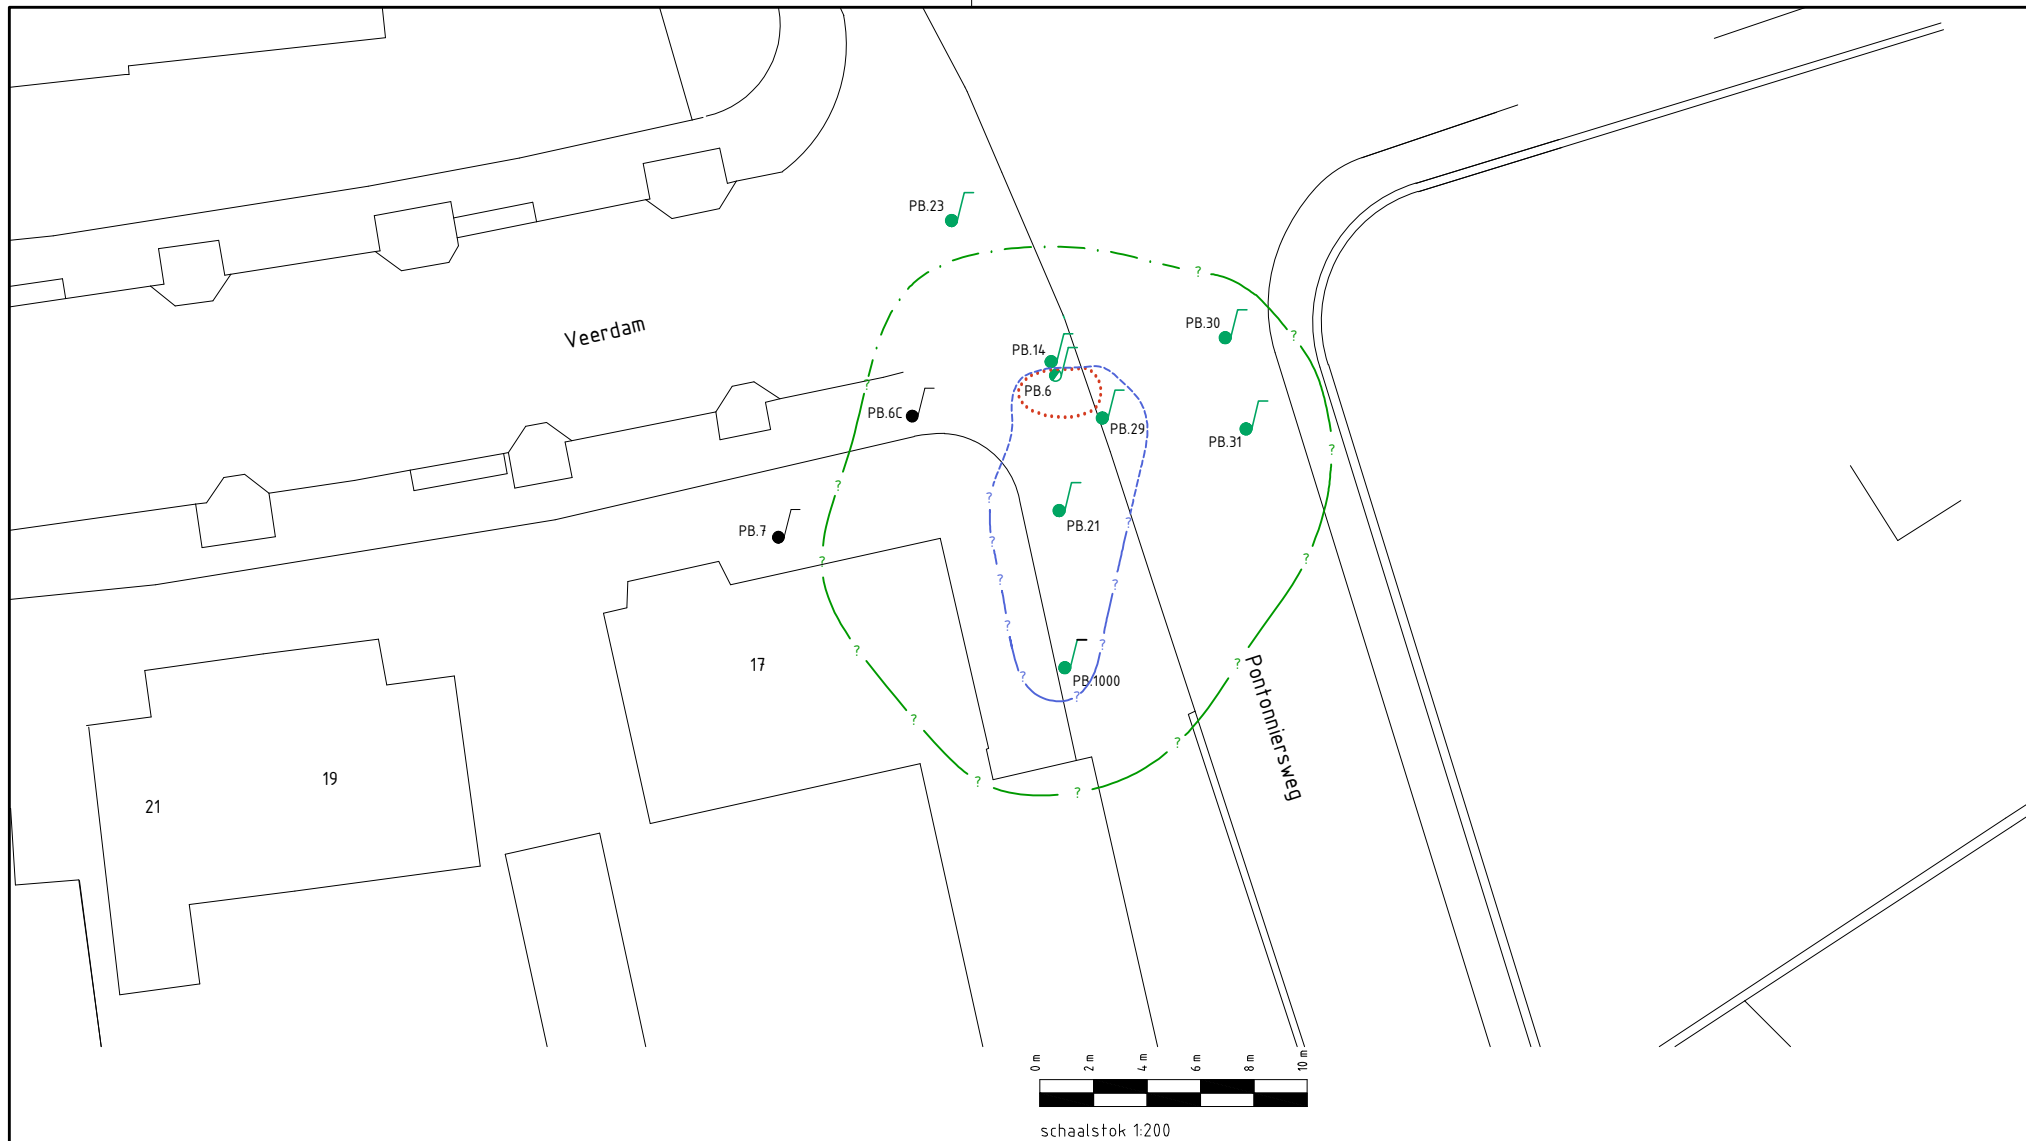 PB.23
?
Veerdam
PB.30
?
PB.14
?
PB.6
PB.6C
PB.29
PB.31
?
?
?
PB.21
?
PB.7
?
?
?
?
?
?
?
?
?
17
?
Pontonniersweg
?
PB.1000
?
?
?
?
19
?
?
21
0 m
2 m
4 m
6 m
8 m
10 m
schaalstok 1:200